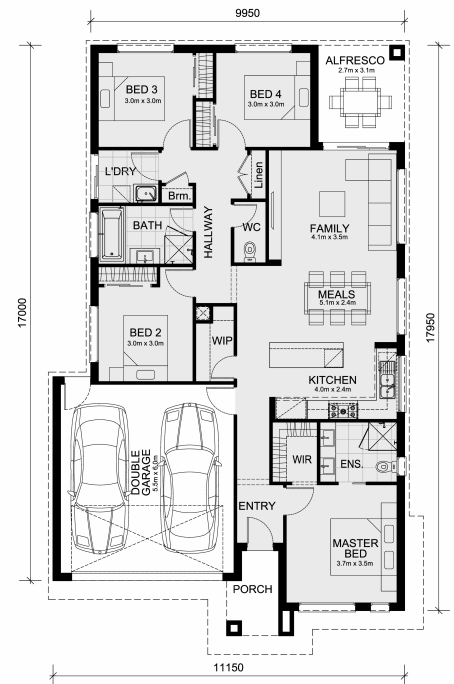 9950
ALFRESCO
2.7m x 3.1m
BED 3
3.0m x 3.0m
BED 4
3.0m x 3.0m
L'DRY
Brm.
Linen
BATH
HALLWAY
WC
FAMILY
4.1m x 3.5m
17000
17950
MEALS
5.1m x 2.4m
BED 2
3.0m x 3.0m
WIP
KITCHEN
4.0m x 2.4m
DOUBLE
GARAGE
5.5m x 6.0m
WIR
ENS.
ENTRY
MASTER
BED
3.7m x 3.5m
PORCH
11150